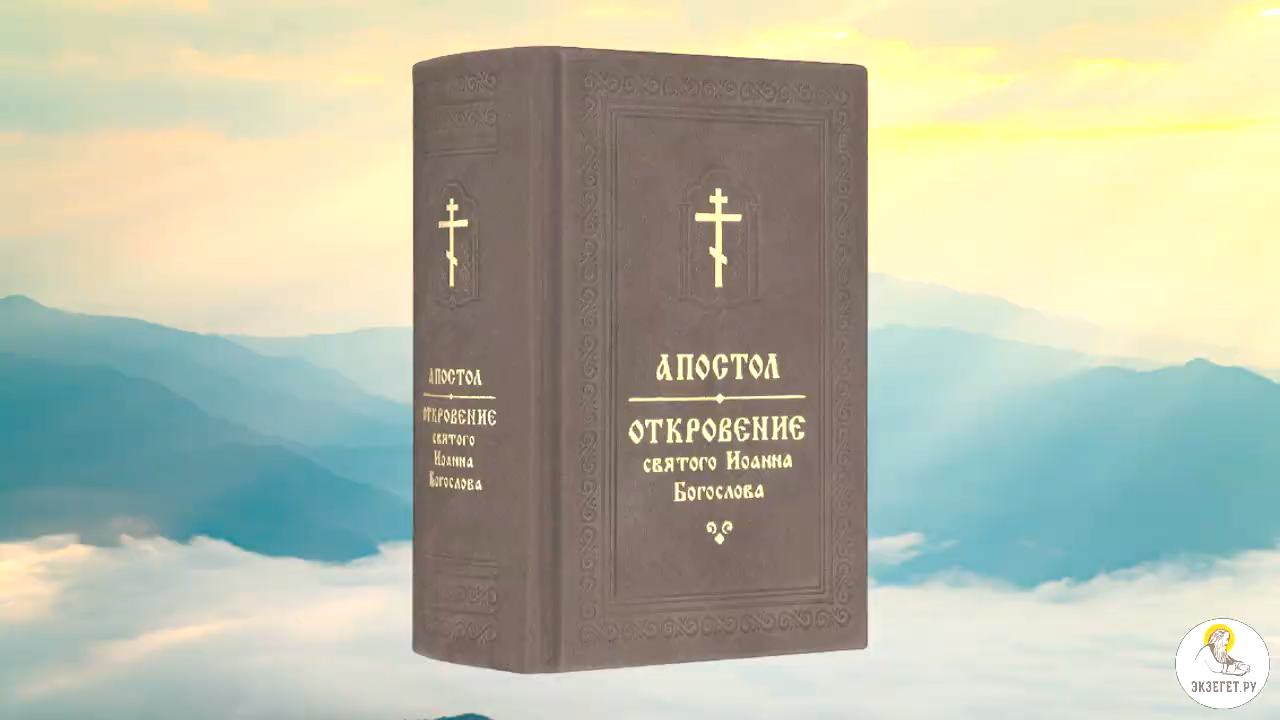 АПОСТОЛ
ОТКРОВЕНИЕ
святого
Иоанна
Богослова
АПОСТОЛ
ОТКРОВЕНИЕ
святого Иоанна
Богослова
ЭКЗЕГЕТ.РУ